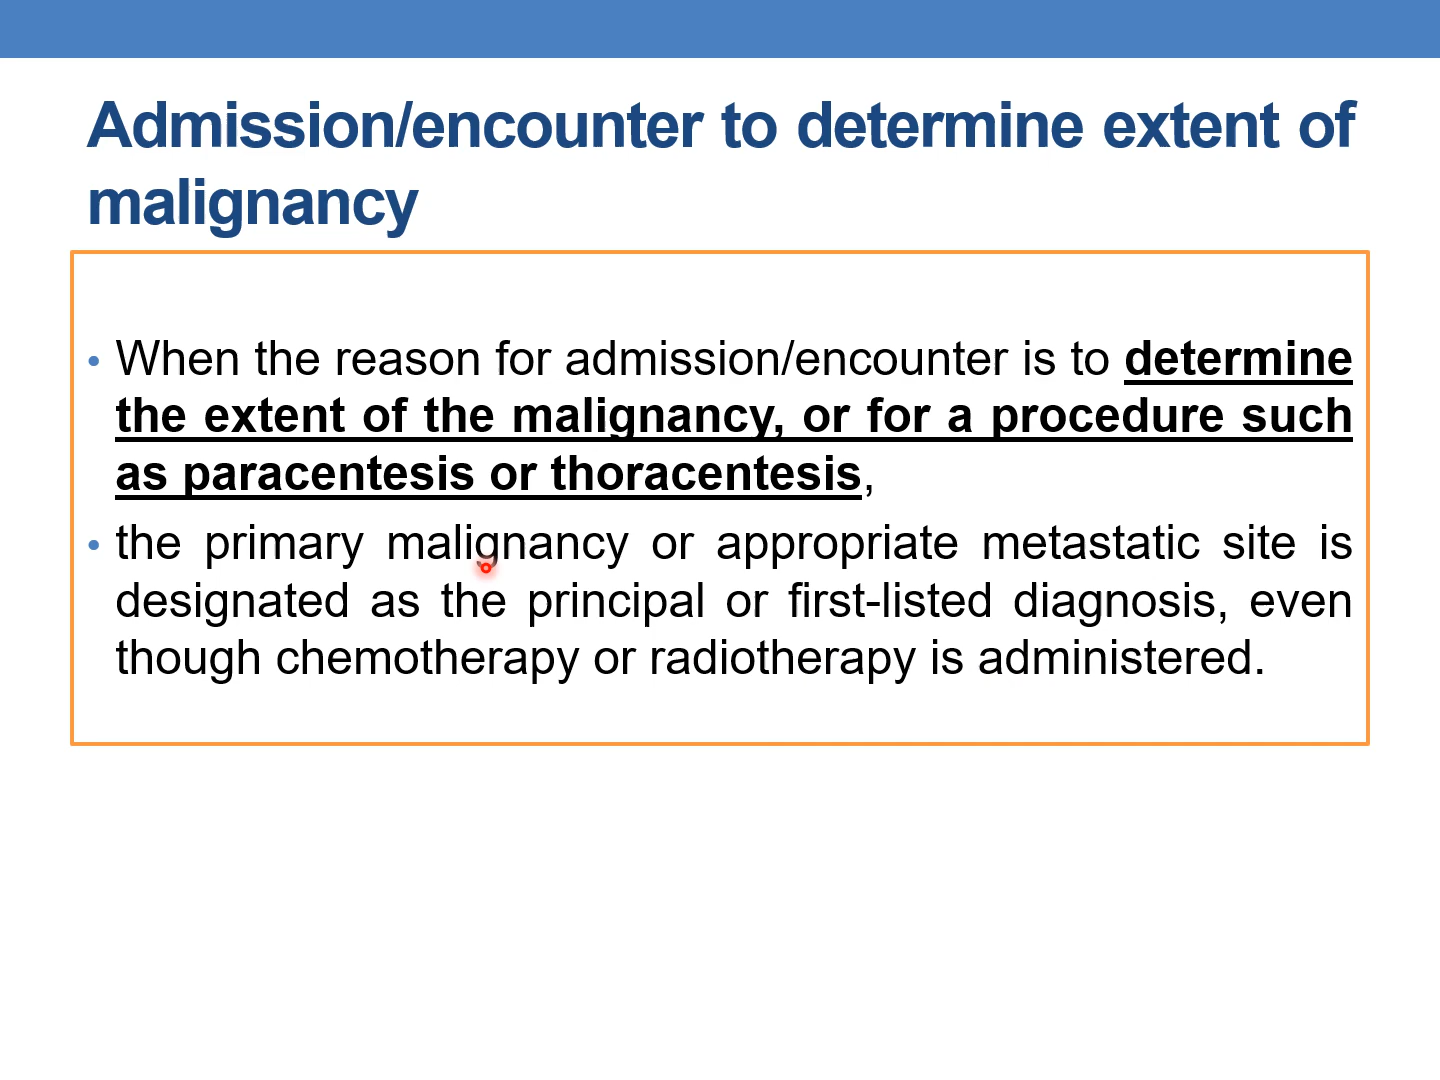 Admission/encounter to determine extent of
malignancy
• When the reason for admission/encounter is to determine
the extent of the malignancy, or for a procedure such
as paracentesis or thoracentesis,
• the primary malignancy or appropriate metastatic site is
designated as the principal or first-listed diagnosis, even
though chemotherapy or radiotherapy is administered.